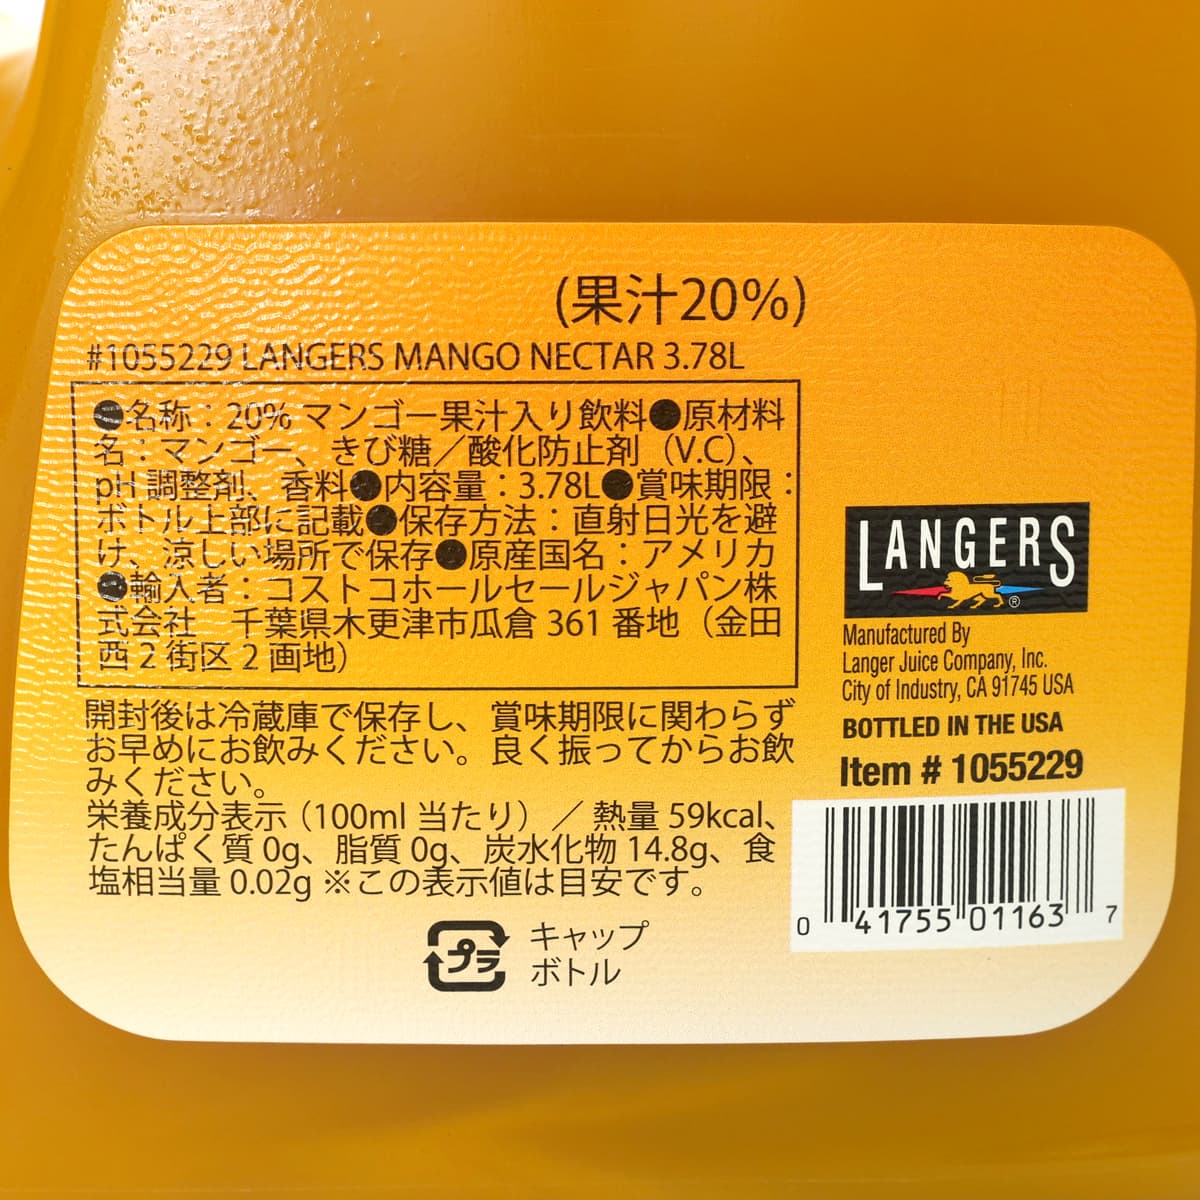 (果汁20%)
#1055229 LANGERS MANGO NECTAR 3.78L
●名称：20% マンゴー果汁入り飲料●原材料
名：マンゴー、きび糖／酸化防止剤（V.C）、
pH 調整剤、香料●内容量：3.78L●賞味期限：
ボトル上部に記載●保存方法：直射日光を避
け、涼しい場所で保存●原産国名：アメリカ
●輸入者：コストコホールセールジャパン株
式会社　千葉県木更津市瓜倉 361 番地（金田
西 2 街区 2 画地）
開封後は冷蔵庫で保存し、賞味期限に関わらず
お早めにお飲みください。良く振ってからお飲
みください。
栄養成分表示（100ml 当たり）／ 熱量 59kcal、
たんぱく質 0g、脂質 0g、炭水化物 14.8g、食
塩相当量 0.02g ※この表示値は目安です。
プラ
キャップ
ボトル
LANGERS ®
Manufactured By
Langer Juice Company, Inc.
City of Industry, CA 91745 USA
BOTTLED IN THE USA
Item # 1055229
0 41755 01163 7